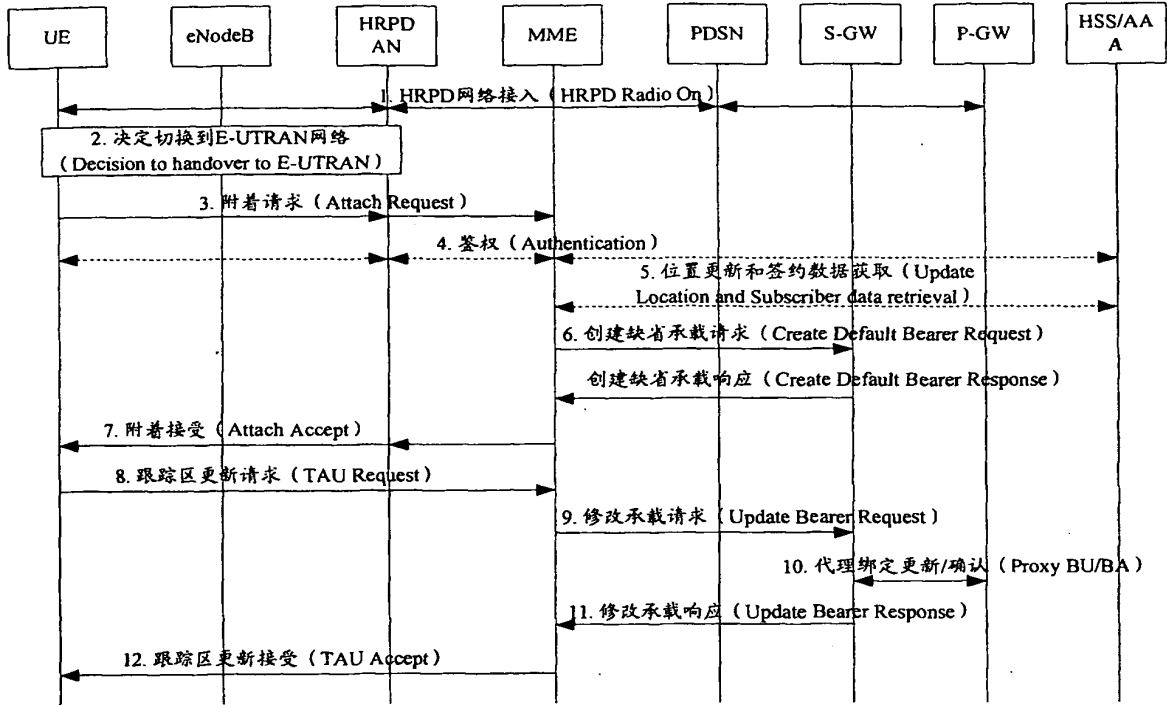 UE
eNodeB
HRPD
AN
MME
PDSN
S-GW
P-GW
HSS/AA
A
1. HRPD网络接入（HRPD Radio On）
2. 决定切换到E-UTRAN网络
（Decision to handover to E-UTRAN）
3. 附着请求（Attach Request）
4. 鉴权（Authentication）
5. 位置更新和签约数据获取（Update
Location and Subscriber data retrieval）
6. 创建缺省承载请求（Create Default Bearer Request）
创建缺省承载响应（Create Default Bearer Response）
7. 附着接受（Attach Accept）
8. 跟踪区更新请求（TAU Request）
9. 修改承载请求（Update Bearer Request）
10. 代理绑定更新/确认（Proxy BU/BA）
11. 修改承载响应（Update Bearer Response）
12. 跟踪区更新接受（TAU Accept）